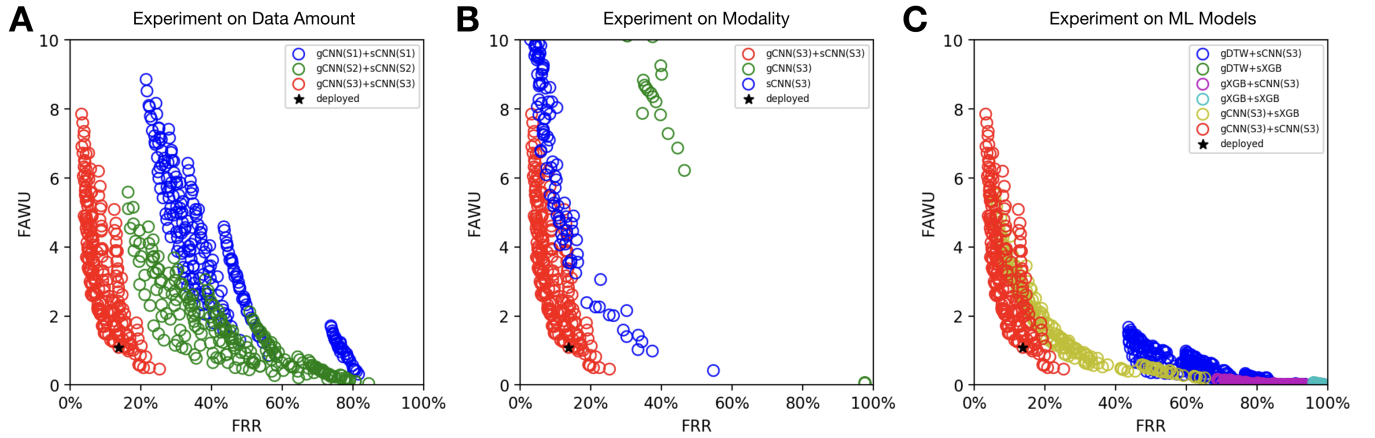 A
Experiment on Data Amount
10
8
6
4
2
0
FAWU
0%
20%
40%
60%
80%
100%
FRR
gCNN(S1)+sCNN(S1)
gCNN(S2)+sCNN(S2)
gCNN(S3)+sCNN(S3)
deployed
B
Experiment on Modality
10
8
6
4
2
0
FAWU
0%
20%
40%
60%
80%
100%
FRR
gCNN(S3)+sCNN(S3)
gCNN(S3)
sCNN(S3)
deployed
C
Experiment on ML Models
10
8
6
4
2
0
FAWU
0%
20%
40%
60%
80%
100%
FRR
gDTW+sCNN(S3)
gDTW+sXGB
gXGB+sCNN(S3)
gXGB+sXGB
gCNN(S3)+sXGB
gCNN(S3)+sCNN(S3)
deployed